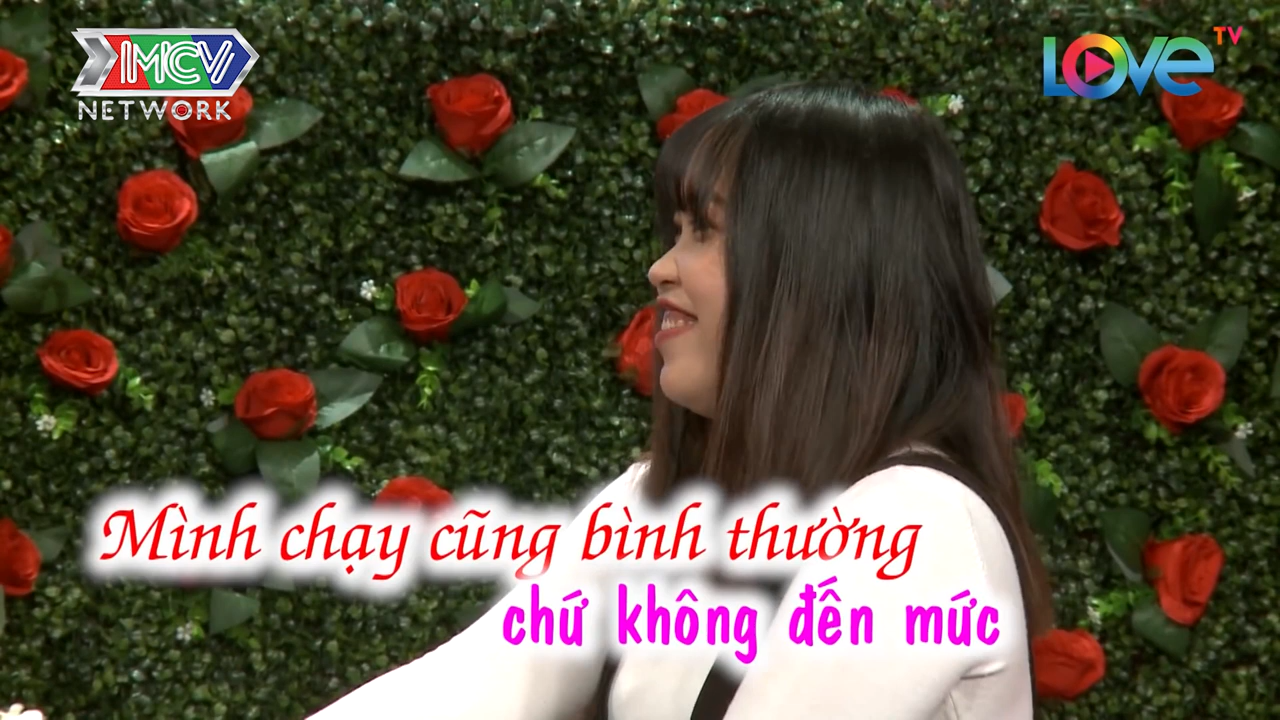 MCV
NETWORK
LOVE TV
Mình chạy cũng bình thường
chứ không đến mức